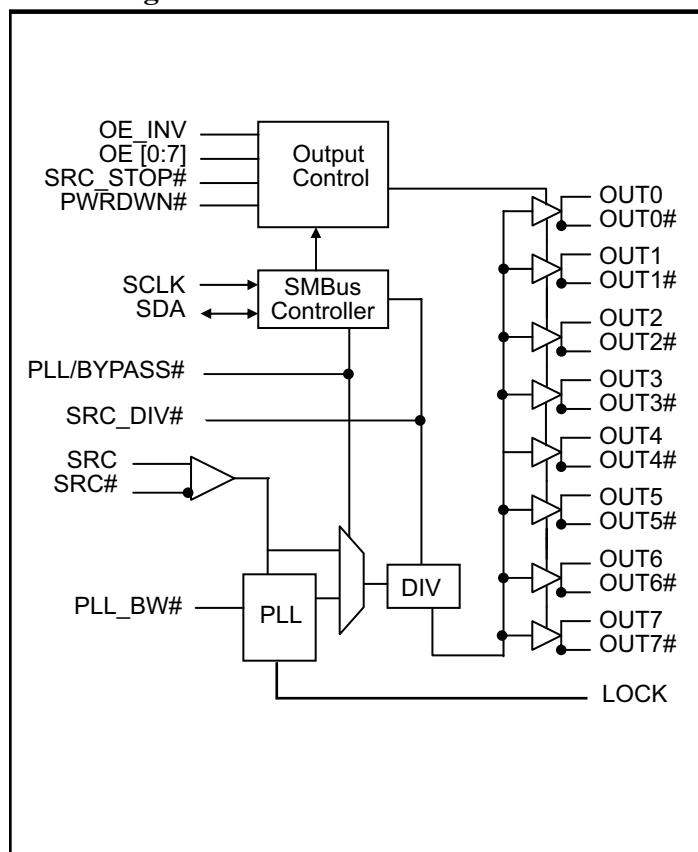 OE_INV
OE [0:7]
SRC_STOP#
PWRDWN#
Output
Control
SCLK
SDA
SMBus
Controller
PLL/BYPASS#
SRC_DIV#
SRC
SRC#
PLL_BW#
PLL
DIV
OUT0
OUT0#
OUT1
OUT1#
OUT2
OUT2#
OUT3
OUT3#
OUT4
OUT4#
OUT5
OUT5#
OUT6
OUT6#
OUT7
OUT7#
LOCK